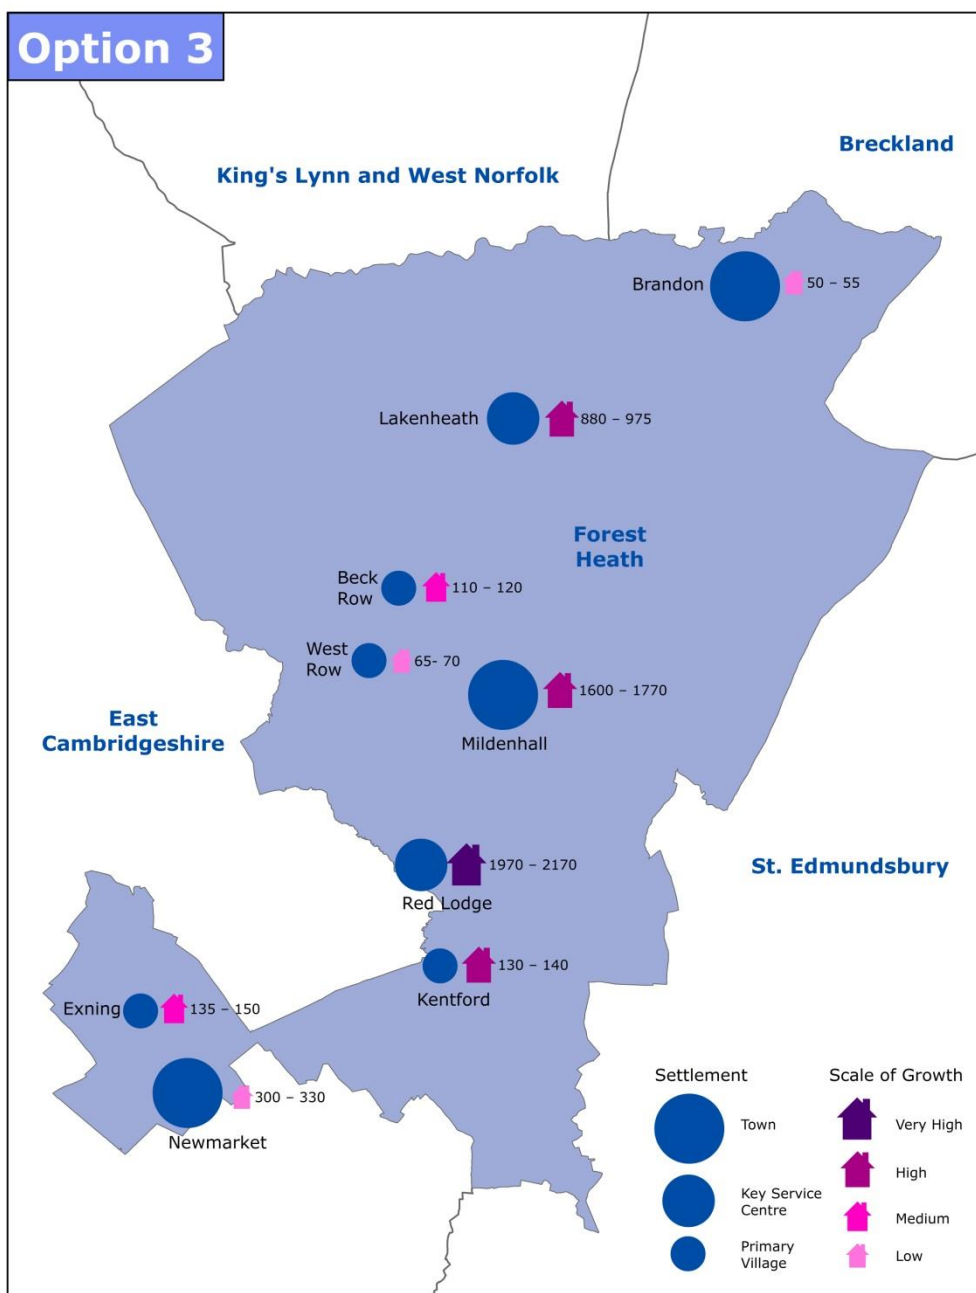 Option 3
Breckland
King's Lynn and West Norfolk
Brandon
50 – 55
Lakenheath
880 – 975
Forest
Heath
Beck
Row
110 – 120
West
Row
65- 70
1600 – 1770
Mildenhall
East
Cambridgeshire
1970 – 2170
Red Lodge
St. Edmundsbury
130 – 140
Kentford
Exning
135 – 150
300 – 330
Newmarket
Settlement
Town
Key Service
Centre
Primary
Village
Scale of Growth
Very High
High
Medium
Low